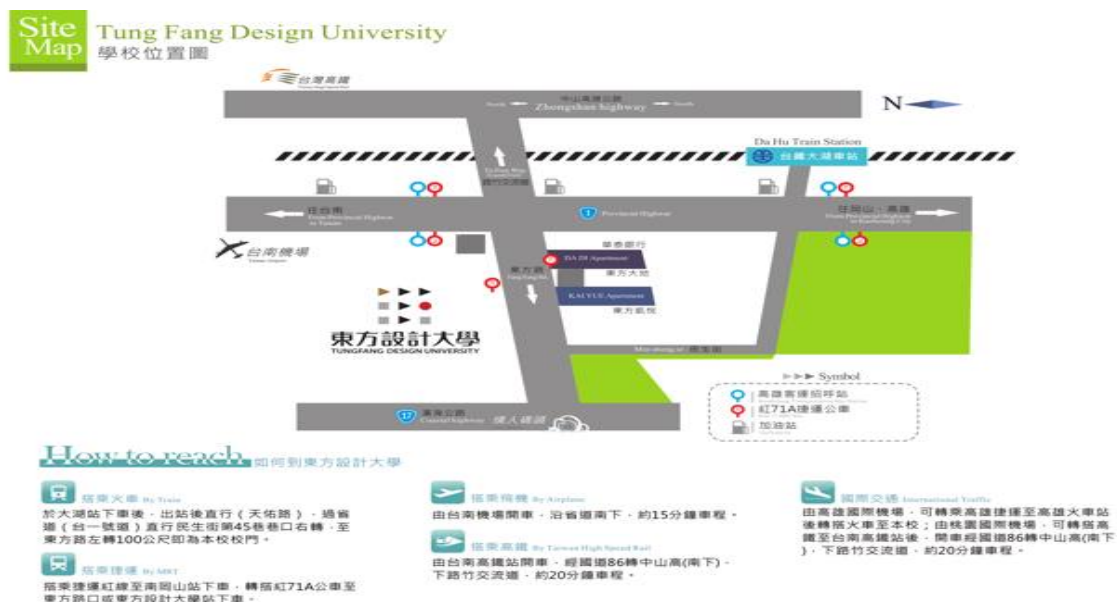 Site
Map
Tung Fang Design University
學校位置圖
台灣高鐵
中山高速公路
Zhongshan highway
N
Da Hu Train Station
台鐵大湖車站
往台南
1
Provincial Highway
往岡山、高雄
台南機場
華泰銀行
DA DI Apartment
東方大地
東方路
KAI YUE Apartment
東方凱悅
東方設計大學
TUNGFANG DESIGN UNIVERSITY
民生街
17
Coastal highway
情人碼頭
Symbol
高雄客運招呼站
紅71A捷運公車
加油站
How to reach 如何到東方設計大學
搭乘火車 By Train
於大湖站下車後，出站後直行（天佑路），過省
道（台一號道）直行民生街第45巷巷口右轉，至
東方路左轉100公尺即為本校校門。
搭乘捷運 By MRT
搭乘捷運紅線至南岡山站下車，轉搭紅71A公車至
東方路口或東方設計大學站下車。
搭乘飛機 By Airplane
由台南機場開車，沿省道南下，約15分鐘車程。
搭乘高鐵 By Taiwan High Speed Rail
由台南高鐵站開車，經國道86轉中山高(南下)，
下路竹交流道，約20分鐘車程。
國際交通 International Traffic
由高雄國際機場，可轉乘高雄捷運至高雄火車站
後轉搭火車至本校；由桃園國際機場，可轉搭高
鐵至台南高鐵站後，開車經國道86轉中山高(南下
)，下路竹交流道，約20分鐘車程。